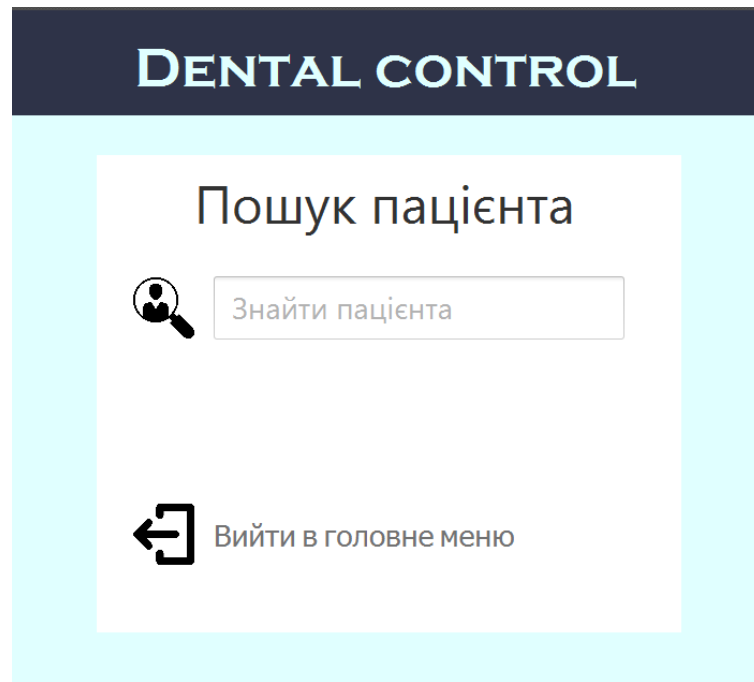 DENTAL CONTROL
Пошук пацієнта
Знайти пацієнта
Вийти в головне меню